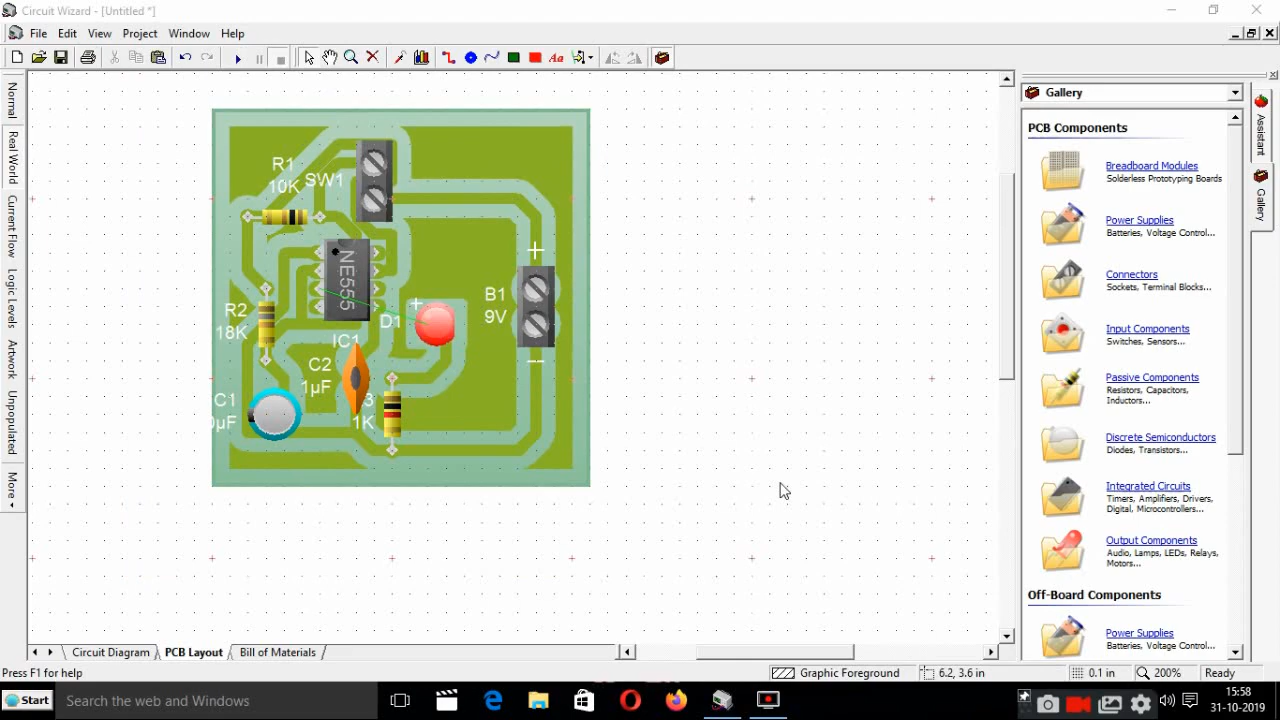 Circuit Wizard - [Untitled *]
File Edit View Project Window Help
Aa
Normal
Real World
Current Flow
Logic Levels
Artwork
Unpopulated
More
R1
10K
SW1
NE555
R2
18K
IC1
D1
+
C2
1µF
C1
0µF
3
1K
B1
9V
+
Gallery
Assistant
Gallery
PCB Components
Breadboard Modules
Solderless Prototyping Boards
Power Supplies
Batteries, Voltage Control...
Connectors
Sockets, Terminal Blocks...
Input Components
Switches, Sensors...
Passive Components
Resistors, Capacitors,
Inductors...
Discrete Semiconductors
Diodes, Transistors...
Integrated Circuits
Timers, Amplifiers, Drivers,
Digital, Microcontrollers...
Output Components
Audio, Lamps, LEDs, Relays,
Motors...
Off-Board Components
Power Supplies
Batteries, Voltage Control...
Circuit Diagram PCB Layout Bill of Materials
Press F1 for help Graphic Foreground 6.2, 3.6 in 0.1 in 200% Ready
Start Search the web and Windows 15:58
31-10-2019